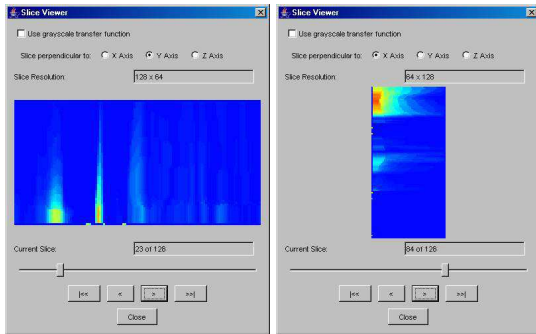 Slice Viewer
Use grayscale transfer function
Slice perpendicular to: X Axis Y Axis Z Axis
Slice Resolution: 128 x 64
Current Slice: 23 of 128
|<< < > >>|
Close
Slice Viewer
Use grayscale transfer function
Slice perpendicular to: X Axis Y Axis Z Axis
Slice Resolution: 64 x 128
Current Slice: 84 of 128
|<< < > >>|
Close